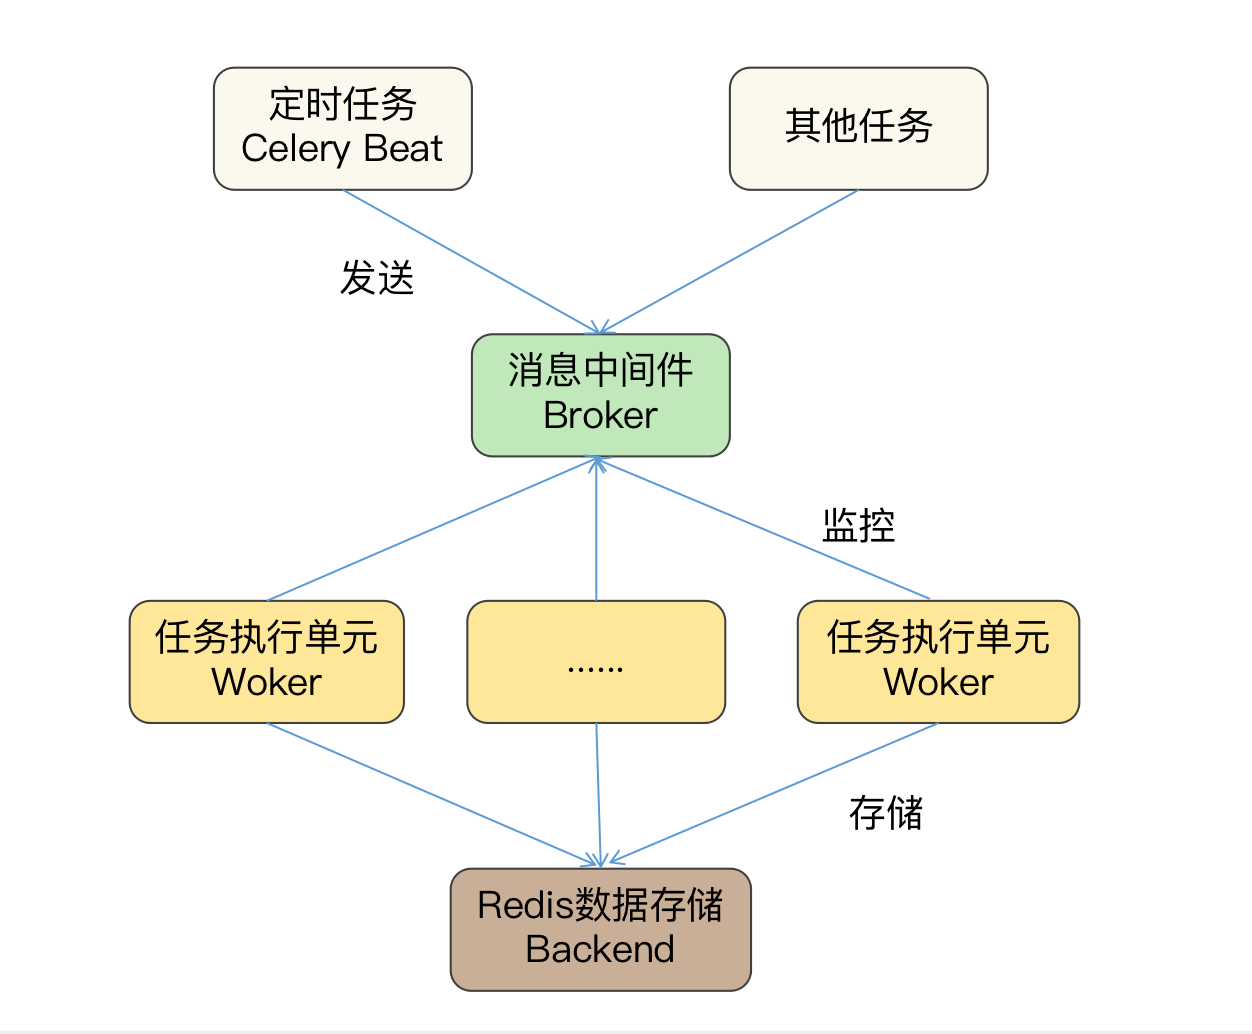 定时任务
Celery Beat
其他任务
发送
消息中间件
Broker
监控
任务执行单元
Woker
......
任务执行单元
Woker
存储
Redis数据存储
Backend